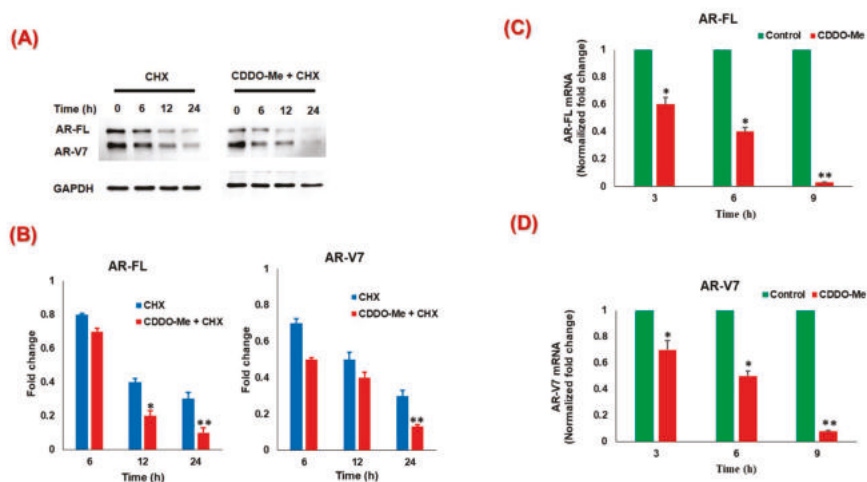 (A)
CHX
CDDO-Me + CHX
Time (h) 0 6 12 24 0 6 12 24
AR-FL
AR-V7
GAPDH
(B)
AR-FL
Fold change
1
0.8
0.6
0.4
0.2
0
CHX
CDDO-Me + CHX
*
**
6 12 24
Time (h)
AR-V7
Fold change
1
0.8
0.6
0.4
0.2
0
CHX
CDDO-Me + CHX
**
6 12 24
Time (h)
(C)
AR-FL
Control CDDO-Me
AR-FL mRNA
(Normailized fold change)
1
0.8
0.6
0.4
0.2
0
*
*
**
3 6 9
Time (h)
(D)
AR-V7
Control CDDO-Me
AR-V7 mRNA
(Normalized fold change)
1
0.8
0.6
0.4
0.2
0
*
*
**
3 6 9
Time (h)